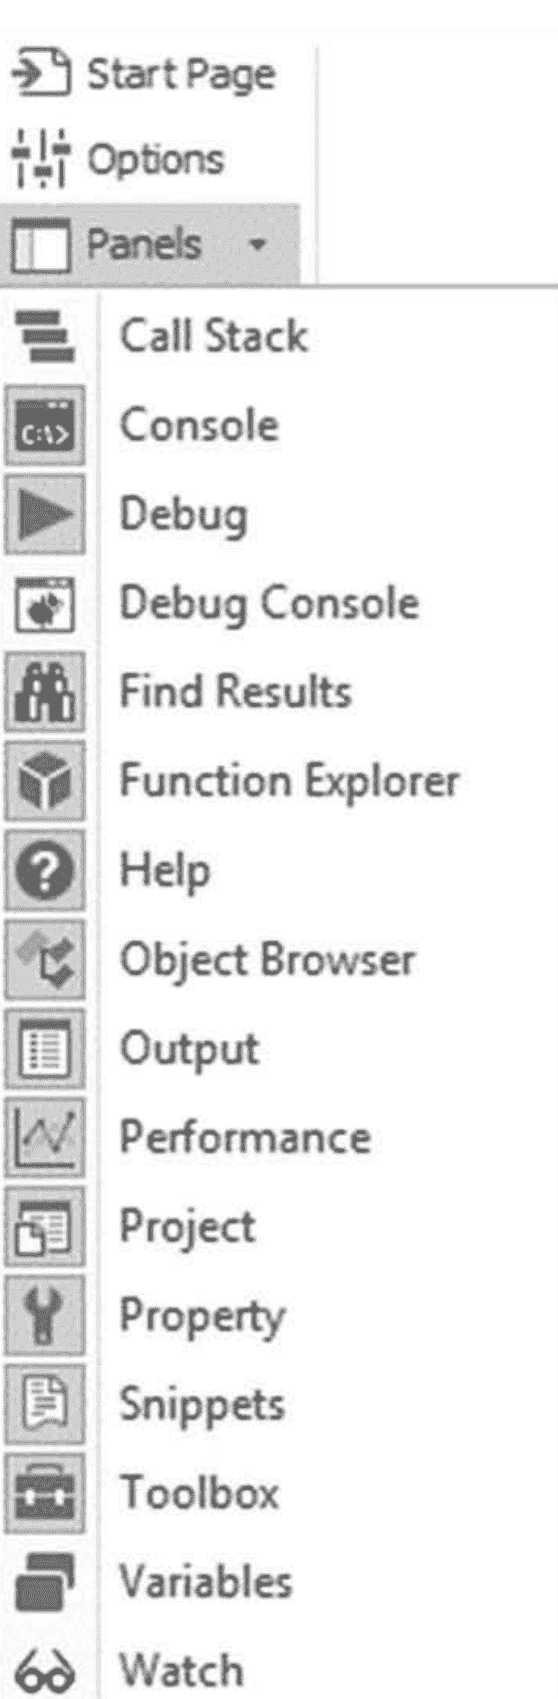 Start Page
Options
Panels
Call Stack
C:\>
Console
Debug
Debug Console
Find Results
Function Explorer
?
Help
Object Browser
Output
Performance
Project
Property
Snippets
Toolbox
Variables
Watch